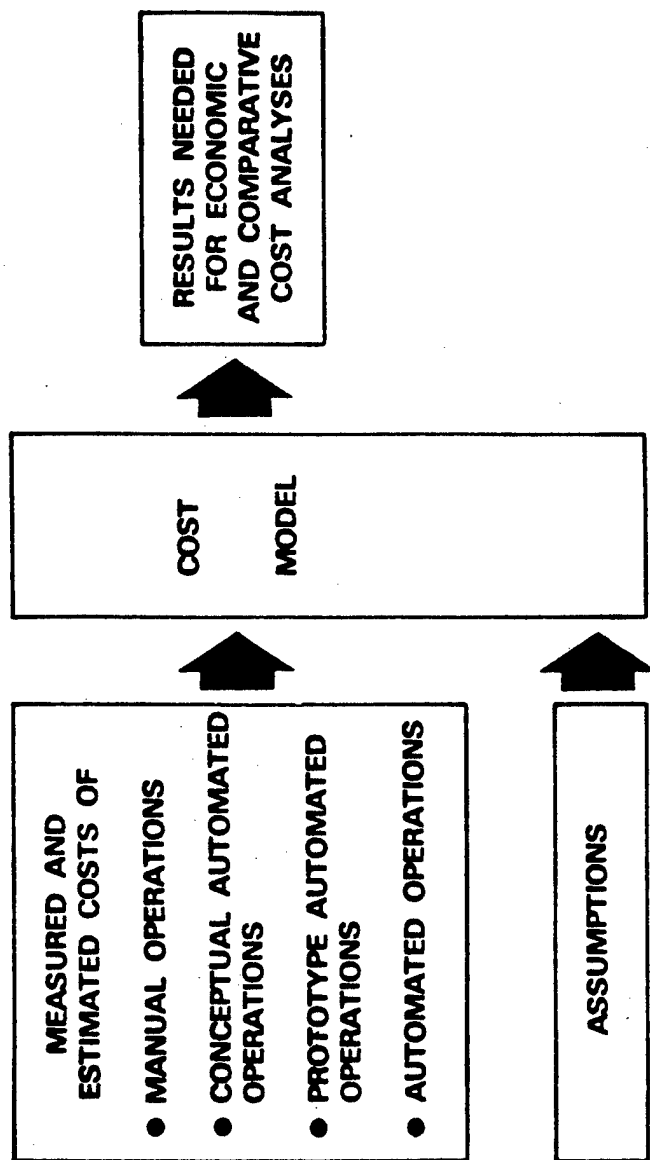 MEASURED AND
ESTIMATED COSTS OF
● MANUAL OPERATIONS
● CONCEPTUAL AUTOMATED
OPERATIONS
● PROTOTYPE AUTOMATED
OPERATIONS
● AUTOMATED OPERATIONS
ASSUMPTIONS
COST
MODEL
RESULTS NEEDED
FOR ECONOMIC
AND COMPARATIVE
COST ANALYSES